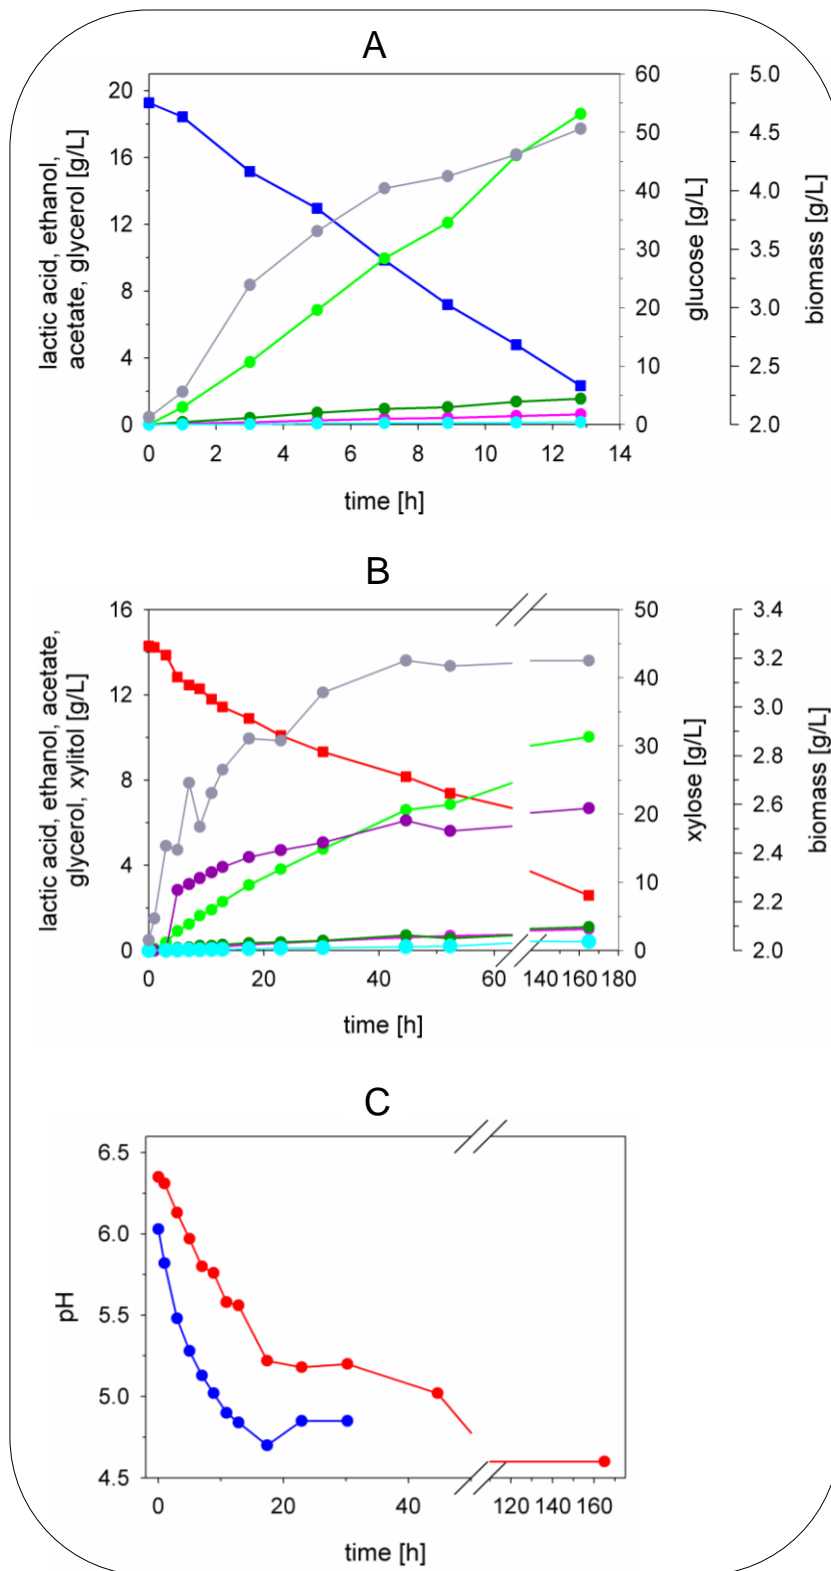 A
lactic acid, ethanol,
acetate, glycerol [g/L]
20
16
12
8
4
0
60
50
40
30
20
10
0
glucose [g/L]
5.0
4.5
4.0
3.5
3.0
2.5
2.0
biomass [g/L]
0 2 4 6 8 10 12 14
time [h]
B
lactic acid, ethanol, acetate,
glycerol, xylitol [g/L]
16
12
8
4
0
50
40
30
20
10
0
xylose [g/L]
3.4
3.2
3.0
2.8
2.6
2.4
2.2
2.0
biomass [g/L]
0 20 40 60 140 160 180
time [h]
C
pH
6.5
6.0
5.5
5.0
4.5
0 20 40 120 140 160
time [h]